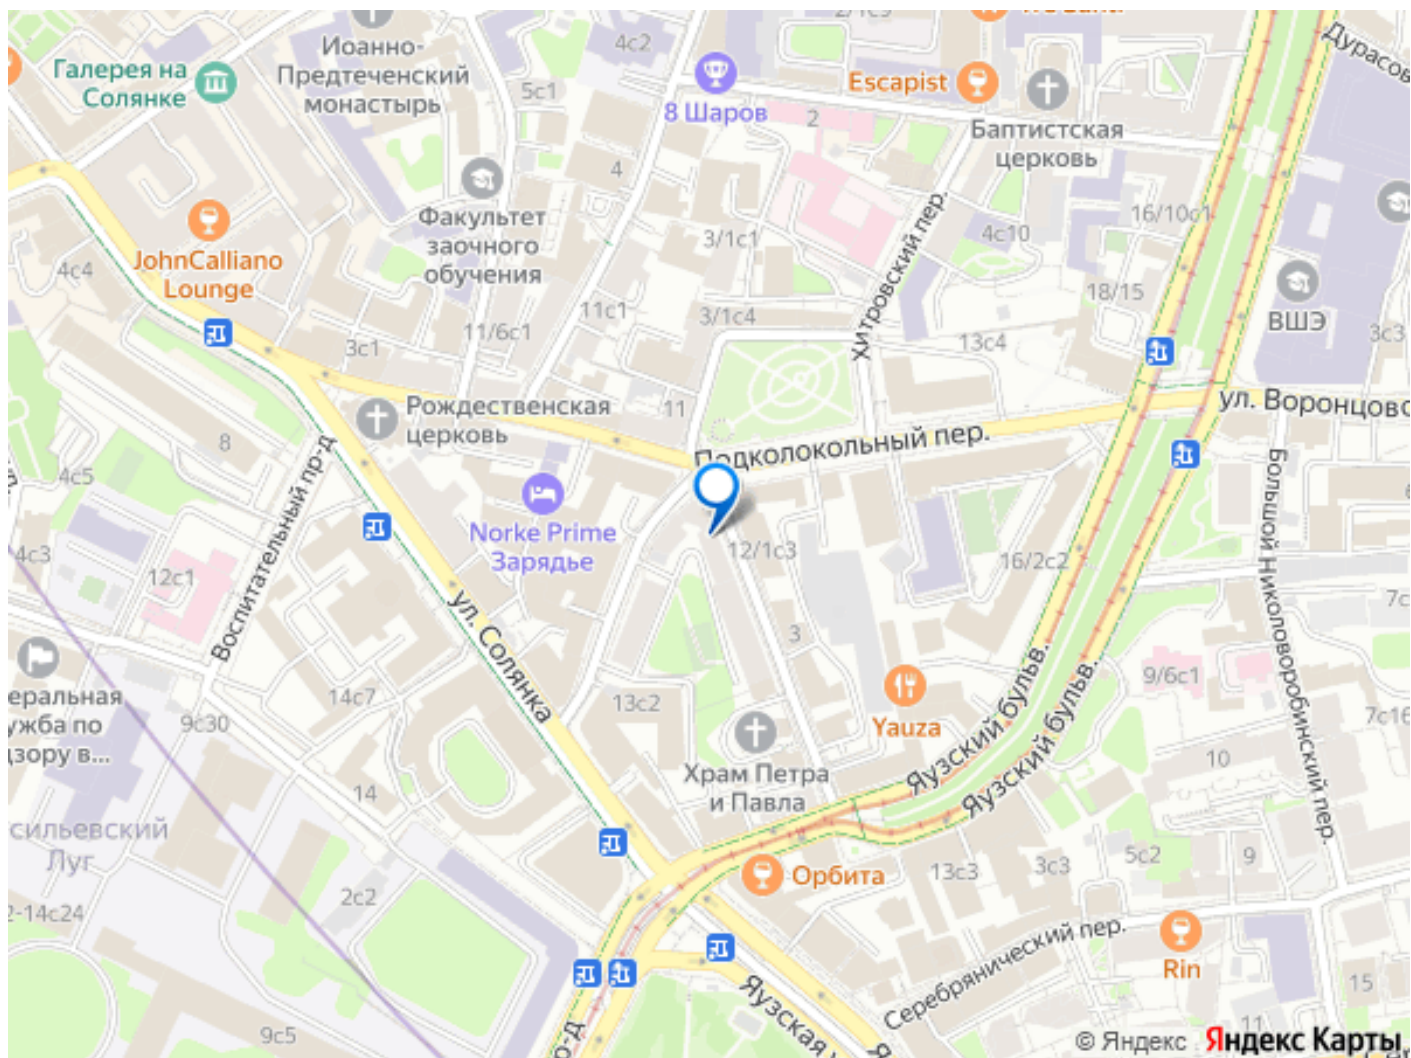 Иоанно-
Предтеченский
монастырь
Галерея на
Солянке
4с2
2/1с9
5с1
8 Шаров
2
Escapist
Баптистская
церковь
4
Факультет
заочного
обучения
3/1с1
4с10
16/10с1
Хитровский пер.
JohnCalliano
Lounge
4с4
11с1
3/1с4
18/15
ВШЭ
11/6с1
3с1
13с4
3с3
Рождественская
церковь
11
Подколокольный пер.
8
4с5
4с3
12с1
Воспитательный пр-д
Norke Prime
Зарядье
12/1с3
16/2с2
Большой Николоворобинский пер.
ул. Солянка
3
14с7
13с2
9с30
Yauza
Яузский бульв.
Яузский бульв.
9/6с1
7с16
Храм Петра
и Павла
10
14
2с2
Луг
Орбита
13с3
3с3
5с2
9
Серебрянический пер.
Rin
15
11
9с5
© Яндекс Яндекс Карты